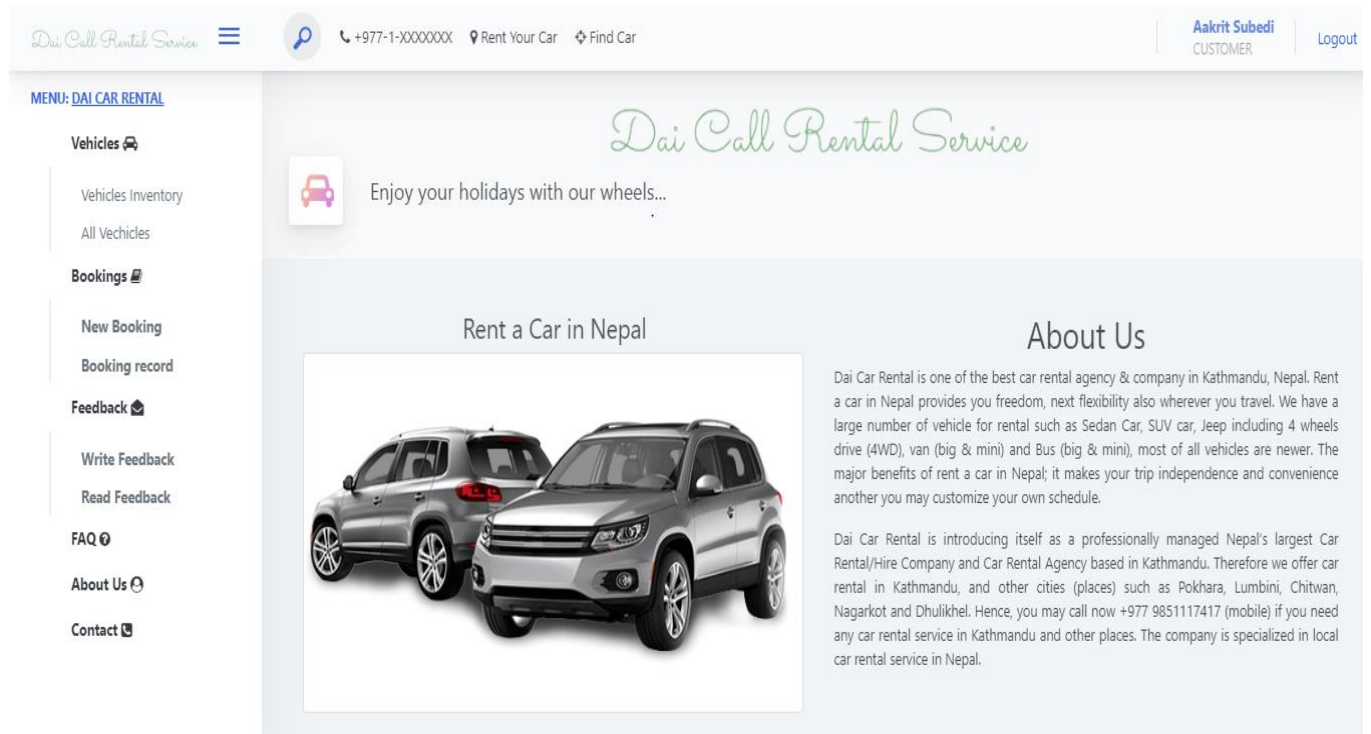 Dai Call Rental Service
+977-1-XXXXXXX Rent Your Car Find Car
Aakrit Subedi
CUSTOMER
Logout
MENU: DAI CAR RENTAL
Vehicles
Vehicles Inventory
All Vechicles
Bookings
New Booking
Booking record
Feedback
Write Feedback
Read Feedback
FAQ
About Us
Contact
Dai Call Rental Service
Enjoy your holidays with our wheels...
Rent a Car in Nepal
About Us
Dai Car Rental is one of the best car rental agency & company in Kathmandu, Nepal. Rent
a car in Nepal provides you freedom, next flexibility also wherever you travel. We have a
large number of vehicle for rental such as Sedan Car, SUV car, Jeep including 4 wheels
drive (4WD), van (big & mini) and Bus (big & mini), most of all vehicles are newer. The
major benefits of rent a car in Nepal; it makes your trip independence and convenience
another you may customize your own schedule.
Dai Car Rental is introducing itself as a professionally managed Nepal's largest Car
Rental/Hire Company and Car Rental Agency based in Kathmandu. Therefore we offer car
rental in Kathmandu, and other cities (places) such as Pokhara, Lumbini, Chitwan,
Nagarkot and Dhulikhel. Hence, you may call now +977 9851117417 (mobile) if you need
any car rental service in Kathmandu and other places. The company is specialized in local
car rental service in Nepal.